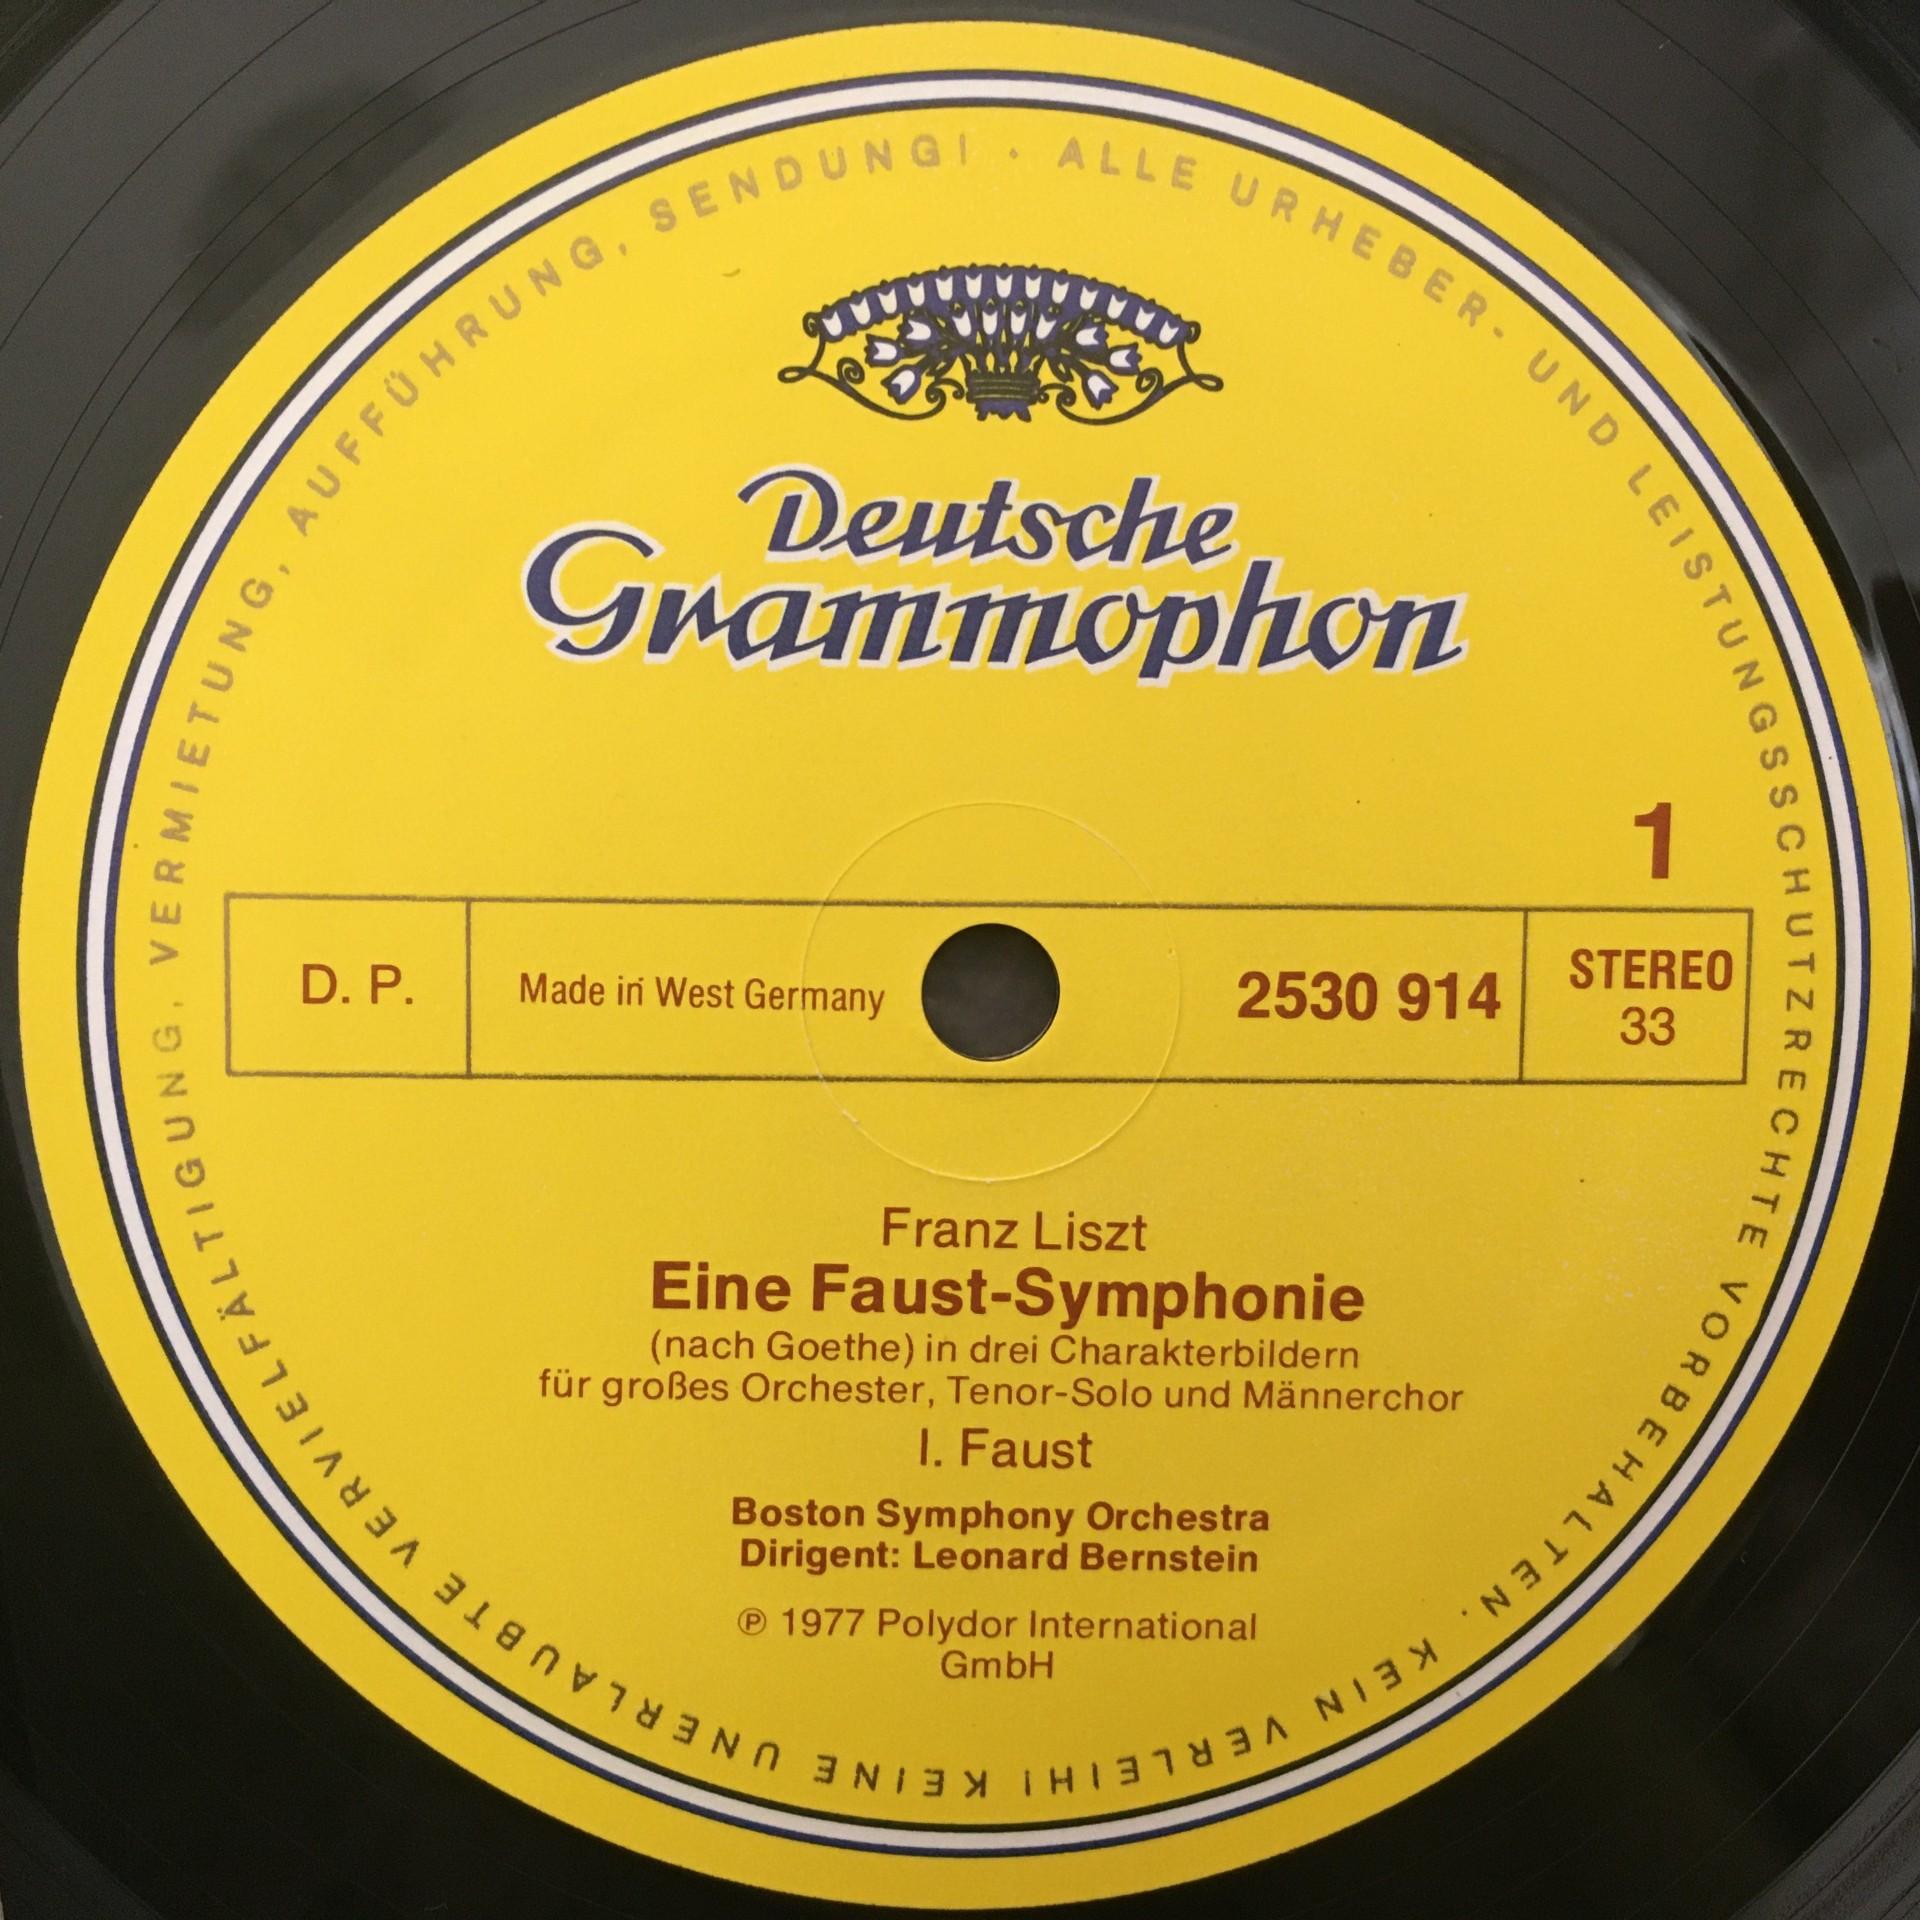 ALLE URHEBER- UND LEISTUNGSSCHUTZRECHTE VORBEHALTEN. KEIN VERLEIH! KEINE UNERLAUBTE VERVIELFÄLTIGUNG, VERMIETUNG, AUFFÜHRUNG, SENDUNG! ·
Deutsche
Grammophon
1
D. P.
Made in West Germany
2530 914
STEREO
33
Franz Liszt
Eine Faust-Symphonie
(nach Goethe) in drei Charakterbildern
für großes Orchester, Tenor-Solo und Männerchor
I. Faust
Boston Symphony Orchestra
Dirigent: Leonard Bernstein
℗ 1977 Polydor International
GmbH